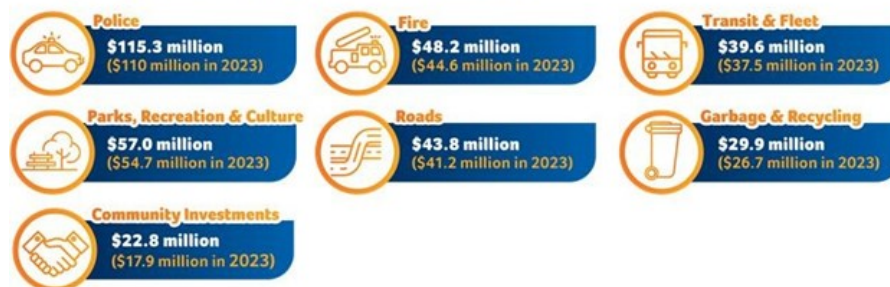 Police
$115.3 million
($110 million in 2023)
Fire
$48.2 million
($44.6 million in 2023)
Transit & Fleet
$39.6 million
($37.5 million in 2023)
Parks, Recreation & Culture
$57.0 million
($54.7 million in 2023)
Roads
$43.8 million
($41.2 million in 2023)
Garbage & Recycling
$29.9 million
($26.7 million in 2023)
Community Investments
$22.8 million
($17.9 million in 2023)